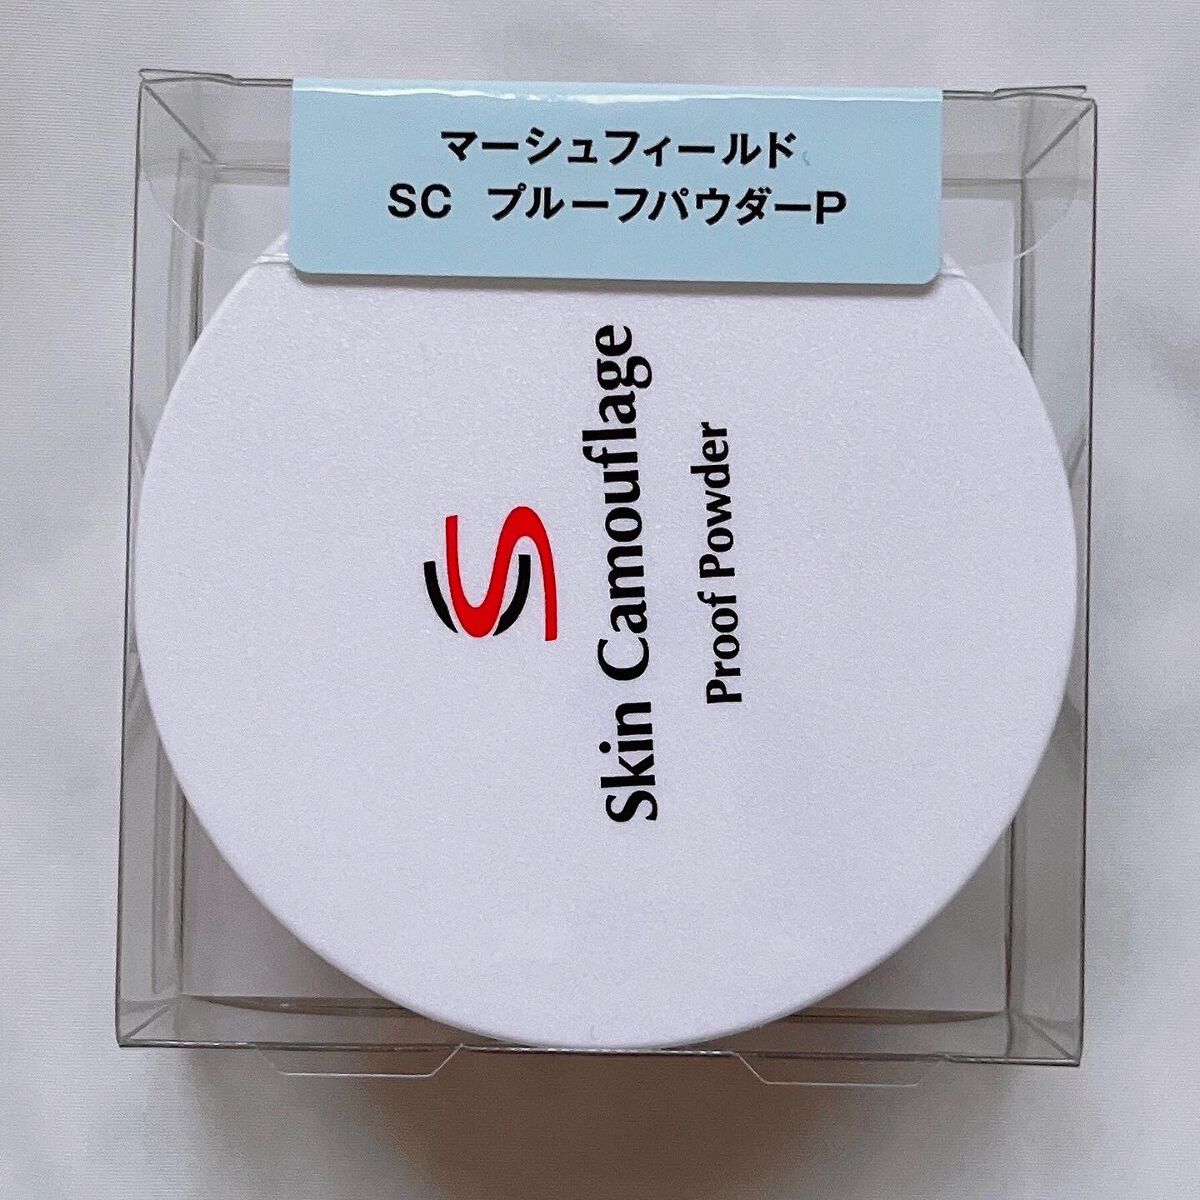 マーシュフィールド
SC プルーフパウダーP
Skin Camouflage
Proof Powder